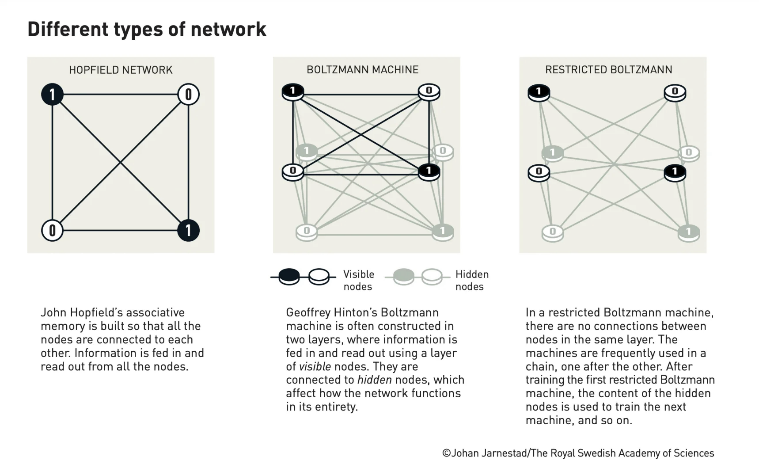 Different types of network
HOPFIELD NETWORK
1
0
0
1
BOLTZMANN MACHINE
1
0
1
0
0
1
0
1
RESTRICTED BOLTZMANN
1
0
1
0
0
1
0
1
Visible
nodes
Hidden
nodes
John Hopfield's associative
memory is built so that all the
nodes are connected to each
other. Information is fed in and
read out from all the nodes.
Geoffrey Hinton's Boltzmann
machine is often constructed in
two layers, where information is
fed in and read out using a layer
of visible nodes. They are
connected to hidden nodes, which
affect how the network functions
in its entirety.
In a restricted Boltzmann machine,
there are no connections between
nodes in the same layer. The
machines are frequently used in a
chain, one after the other. After
training the first restricted Boltzmann
machine, the content of the hidden
nodes is used to train the next
machine, and so on.
©Johan Jarnestad/The Royal Swedish Academy of Sciences